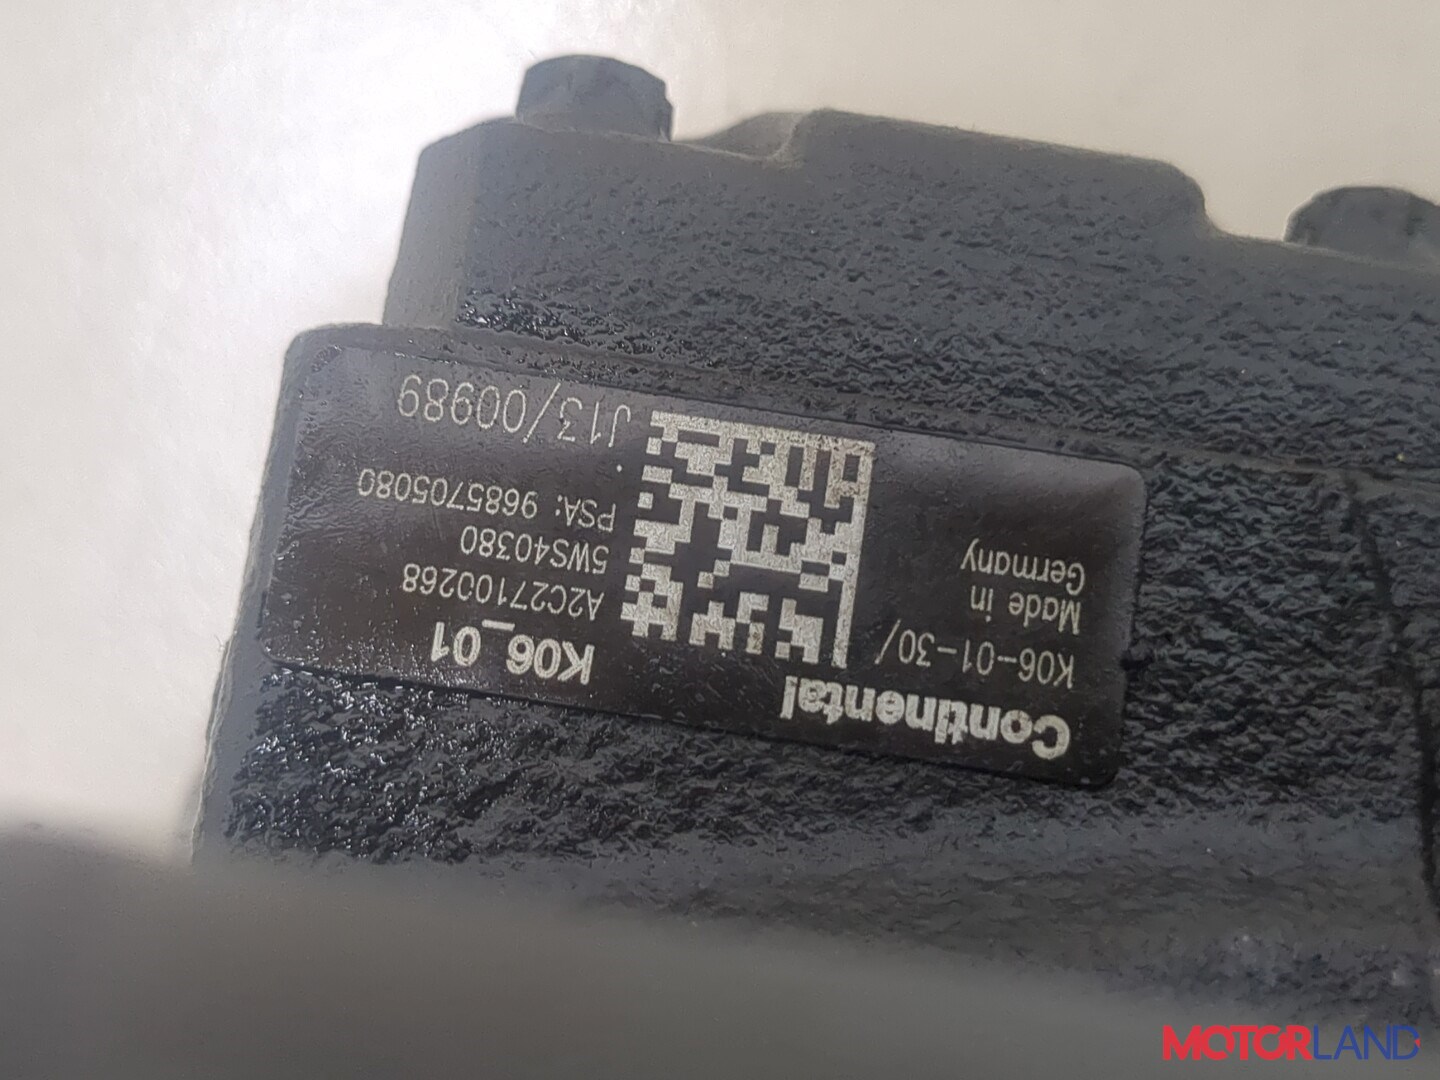 Continental
K06-01-30/
Made in
Germany
K06_01
A2C27100268
5WS40380
PSA: 9685705080
J13/00989
MOTORLAND